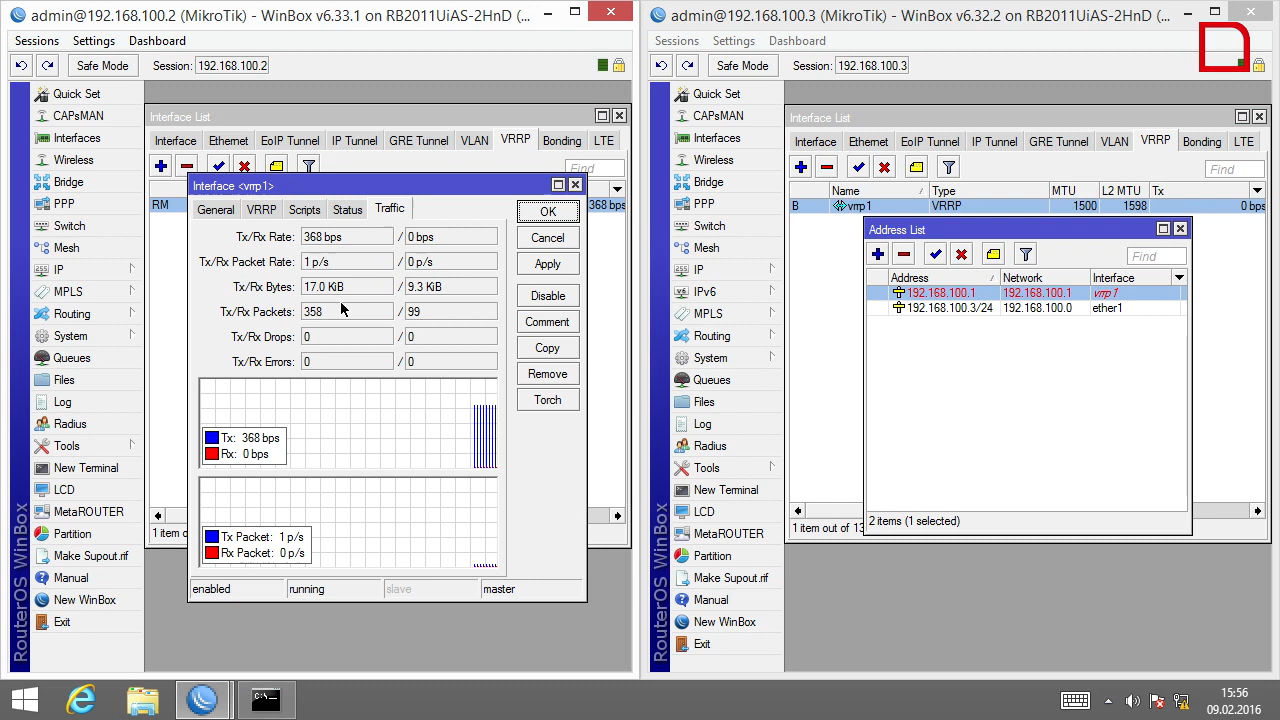 admin@192.168.100.2 (MikroTik) - WinBox v6.33.1 on RB2011UiAS-2HnD (...
Sessions Settings Dashboard
Safe Mode Session: 192.168.100.2
Quick Set
CAPsMAN
Interfaces
Wireless
Bridge
PPP
Switch
Mesh
IP
MPLS
Routing
System
Queues
Files
Log
Radius
Tools
New Terminal
LCD
MetaROUTER
Partition
Make Supout.rif
Manual
New WinBox
Exit
RouterOS WinBox
Interface List
Interface Ethernet EoIP Tunnel IP Tunnel GRE Tunnel VLAN VRRP Bonding LTE
Find
RM 368 bps
1 item o
Interface <vrrp1>
General VRRP Scripts Status Traffic
Tx/Rx Rate: 368 bps / 0 bps
Tx/Rx Packet Rate: 1 p/s / 0 p/s
Tx/Rx Bytes: 17.0 KiB / 9.3 KiB
Tx/Rx Packets: 358 / 99
Tx/Rx Drops: 0 / 0
Tx/Rx Errors: 0 / 0
Tx: 368 bps
Rx: 0 bps
Tx Packet: 1 p/s
Rx Packet: 0 p/s
OK
Cancel
Apply
Disable
Comment
Copy
Remove
Torch
enabled running slave master
admin@192.168.100.3 (MikroTik) - WinBox v6.32.2 on RB2011UiAS-2HnD (...
Sessions Settings Dashboard
Safe Mode Session: 192.168.100.3
Quick Set
CAPsMAN
Interfaces
Wireless
Bridge
PPP
Switch
Mesh
IP
IPv6
MPLS
Routing
System
Queues
Files
Log
Radius
Tools
New Terminal
LCD
MetaROUTER
Partition
Make Supout.rif
Manual
New WinBox
Exit
RouterOS WinBox
Interface List
Interface Ethernet EoIP Tunnel IP Tunnel GRE Tunnel VLAN VRRP Bonding LTE
Find
Name Type MTU L2 MTU Tx
B vrrp1 VRRP 1500 1598 0 bps
1 item out of 13
Address List
Find
Address Network Interface
192.168.100.1 192.168.100.1 vrrp1
192.168.100.3/24 192.168.100.0 ether1
2 items (1 selected)
15:56
09.02.2016